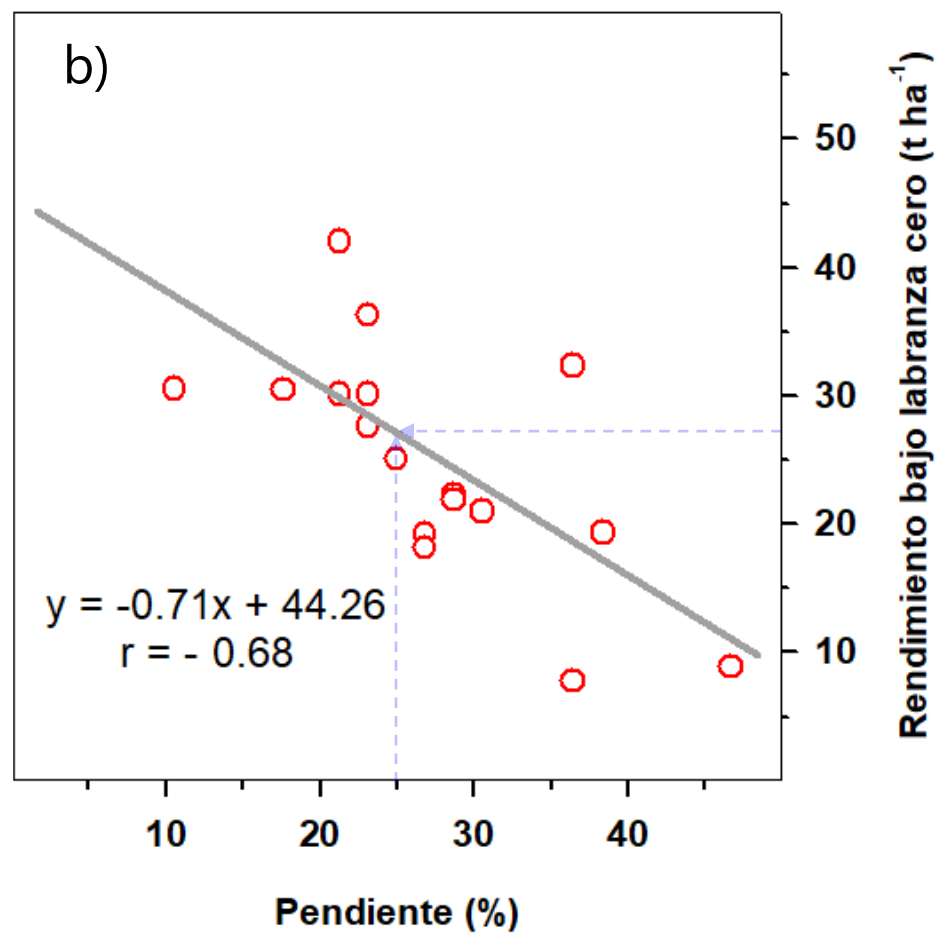 b)
y = -0.71x + 44.26
r = - 0.68
50
40
30
20
10
Rendimiento bajo labranza cero (t ha⁻¹)
10 20 30 40
Pendiente (%)